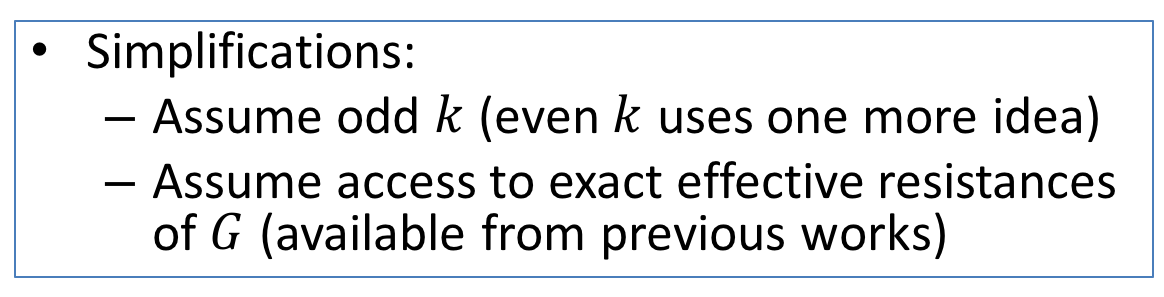 • Simplifications:
– Assume odd k (even k uses one more idea)
– Assume access to exact effective resistances
of G (available from previous works)